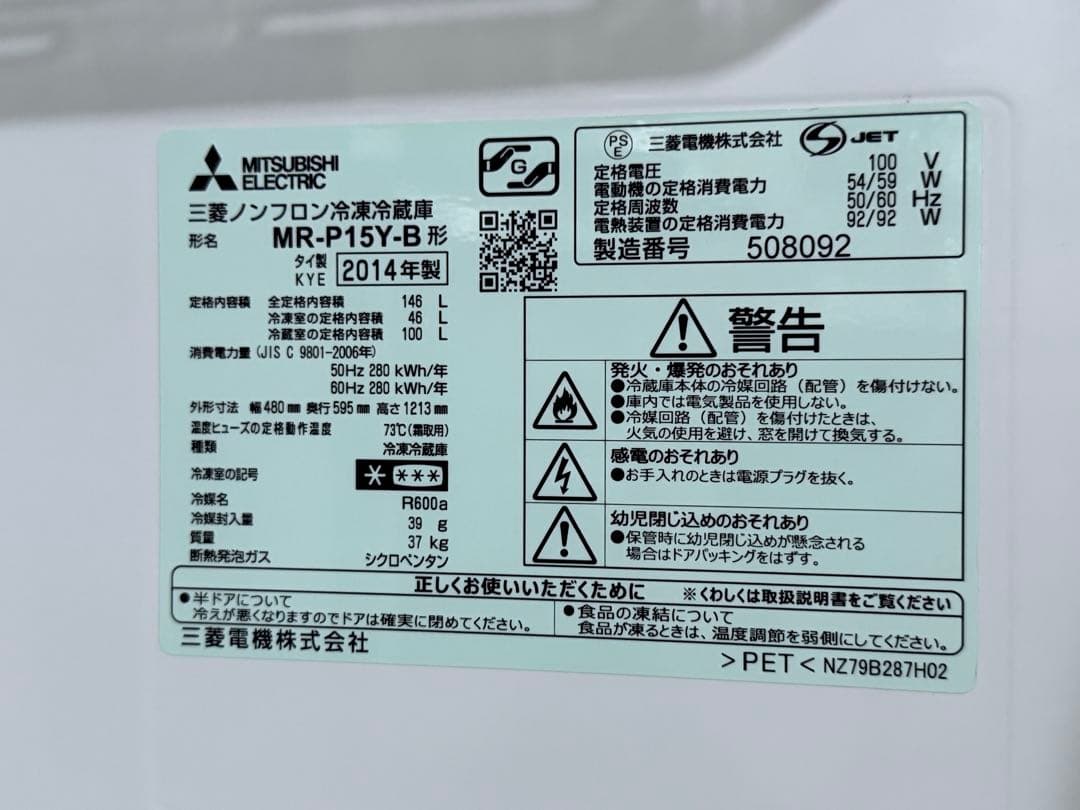 MITSUBISHI
ELECTRIC
G
三菱ノンフロン冷凍冷蔵庫
形名 MR-P15Y-B 形
タイ製
KYE 2014年製
定格内容積 全定格内容積 146 L
冷凍室の定格内容積 46 L
冷蔵室の定格内容積 100 L
消費電力量 (JIS C 9801-2006年)
50Hz 280 kWh/年
60Hz 280 kWh/年
外形寸法 幅480mm 奥行595mm 高さ1213mm
温度ヒューズの定格動作温度 73℃(霜取用)
種類 冷凍冷蔵庫
冷凍室の記号 * ***
冷媒名 R600a
冷媒封入量 39 g
質量 37 kg
断熱発泡ガス シクロペンタン
PS
E 三菱電機株式会社 JET
定格電圧 100 V
電動機の定格消費電力 54/59 W
定格周波数 50/60 Hz
電熱装置の定格消費電力 92/92 W
製造番号 508092
警告
発火・爆発のおそれあり
●冷蔵庫本体の冷媒回路(配管)を傷付けない。
●庫内では電気製品を使用しない。
●冷媒回路(配管)を傷付けたときは、
火気の使用を避け、窓を開けて換気する。
感電のおそれあり
●お手入れのときは電源プラグを抜く。
幼児閉じ込めのおそれあり
●保管時に幼児閉じ込めが懸念される
場合はドアパッキングをはずす。
正しくお使いいただくために ※くわしくは取扱説明書をご覧ください
●半ドアについて
冷えが悪くなりますのでドアは確実に閉めてください。
●食品の凍結について
食品が凍るときは、温度調節を弱側にしてください。
三菱電機株式会社
>PET< NZ79B287H02